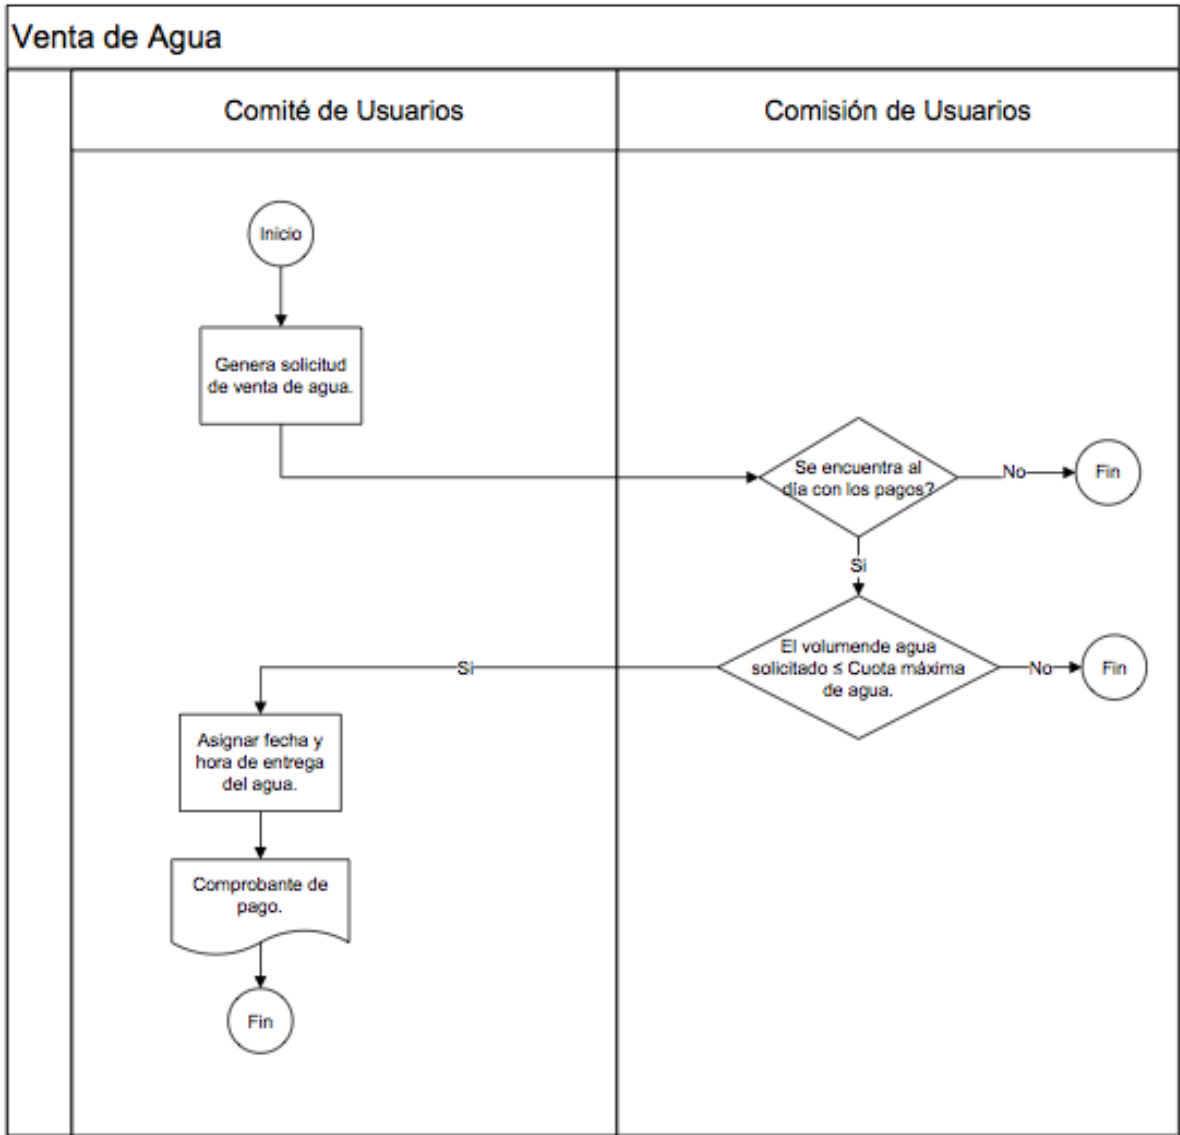 Venta de Agua
Comité de Usuarios
Comisión de Usuarios
Inicio
Genera solicitud
de venta de agua.
Se encuentra al
día con los pagos?
No
Fin
Si
El volumende agua
solicitado ≤ Cuota máxima
de agua.
No
Fin
Si
Asignar fecha y
hora de entrega
del agua.
Comprobante de
pago.
Fin